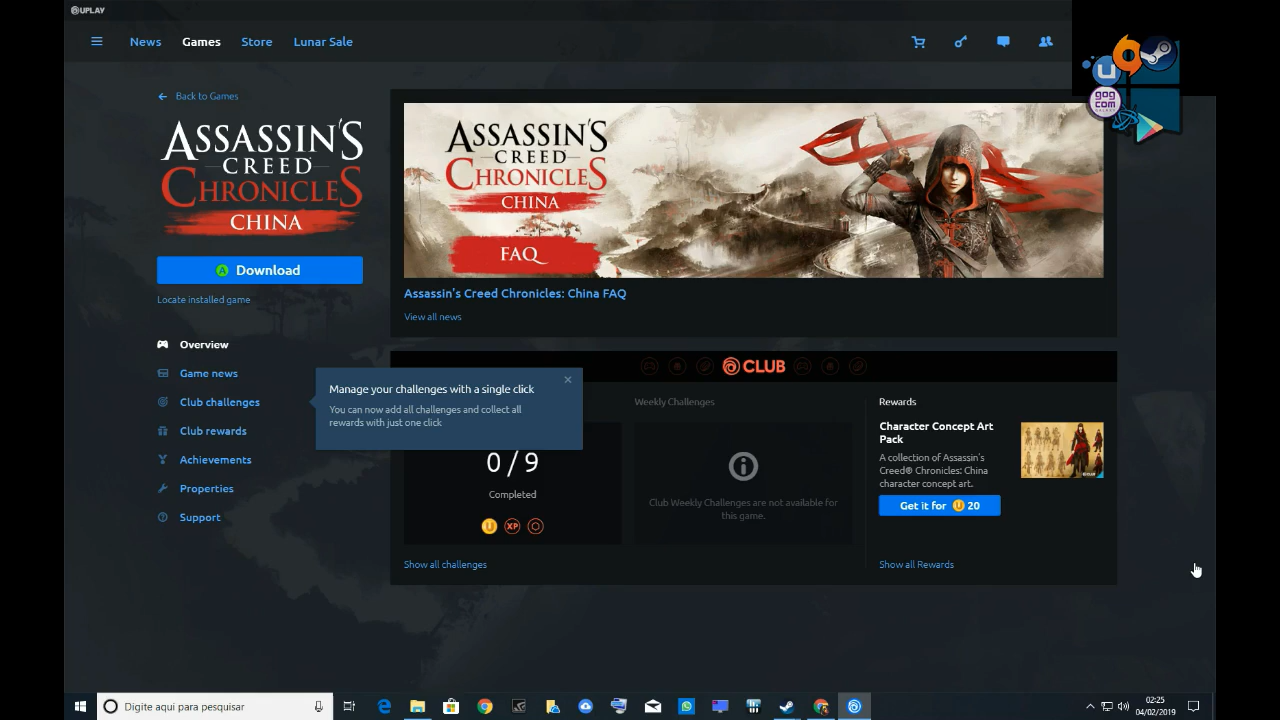 UPLAY
News Games Store Lunar Sale
Back to Games
ASSASSIN'S
CREED
CHRONICLES
CHINA
A Download
Locate installed game
Overview
Game news
Club challenges
Club rewards
Achievements
Properties
Support
ASSASSIN'S
CREED
CHRONICLES
CHINA
FAQ
Assassin's Creed Chronicles: China FAQ
View all news
CLUB
Manage your challenges with a single click
You can now add all challenges and collect all
rewards with just one click
0 / 9
Completed
U XP
Show all challenges
Weekly Challenges
Club Weekly Challenges are not available for
this game.
Rewards
Character Concept Art
Pack
A collection of Assassin's
Creed® Chronicles: China
character concept art.
Get it for U 20
Show all Rewards
U
GOG
COM
Digite aqui para pesquisar
02:25
04/02/2019